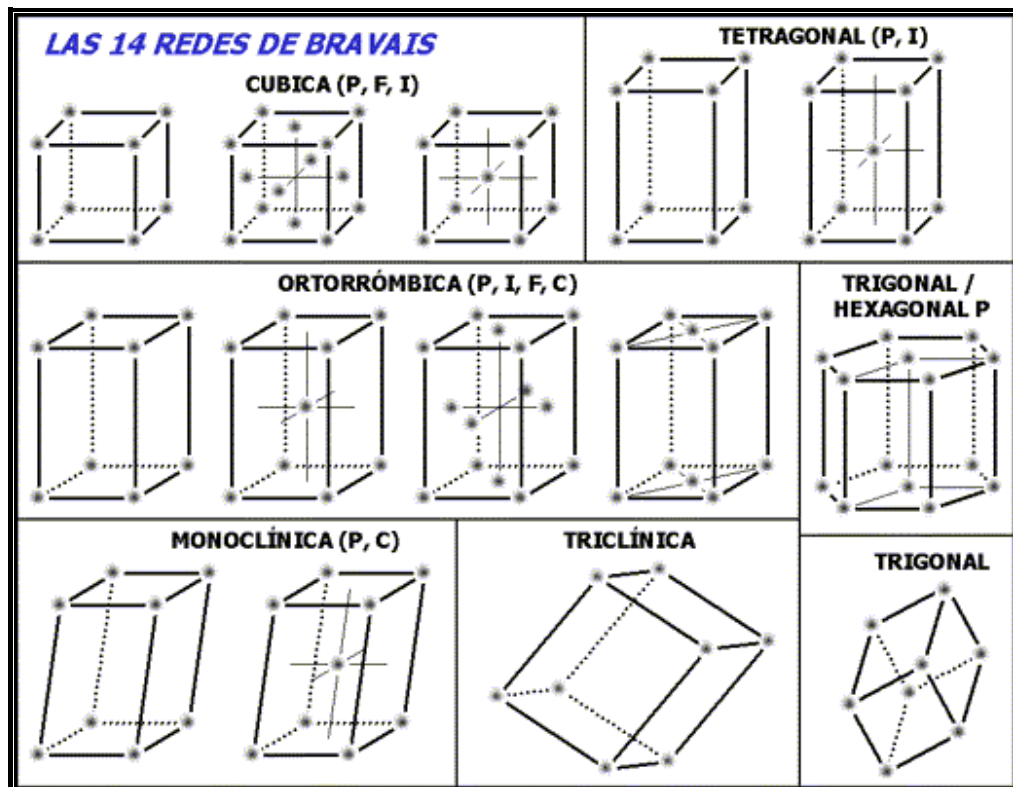 LAS 14 REDES DE BRAVAIS
CUBICA (P, F, I)
TETRAGONAL (P, I)
ORTORRÓMBICA (P, I, F, C)
TRIGONAL /
HEXAGONAL P
MONOCLÍNICA (P, C)
TRICLÍNICA
TRIGONAL